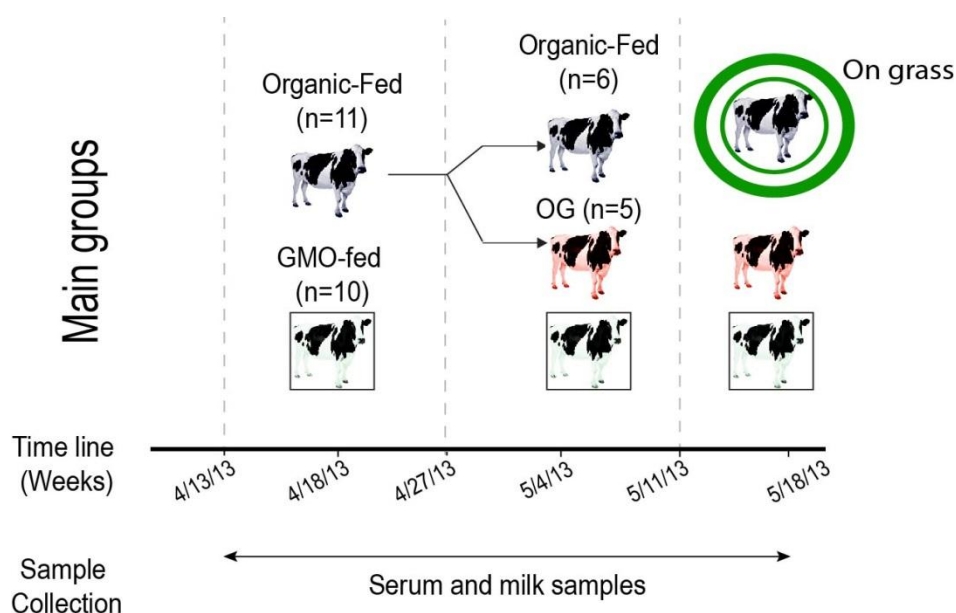 Organic-Fed
(n=11)
Organic-Fed
(n=6)
On grass
OG (n=5)
GMO-fed
(n=10)
Main groups
Time line
(Weeks)
4/13/13
4/18/13
4/27/13
5/4/13
5/11/13
5/18/13
Sample
Collection
Serum and milk samples